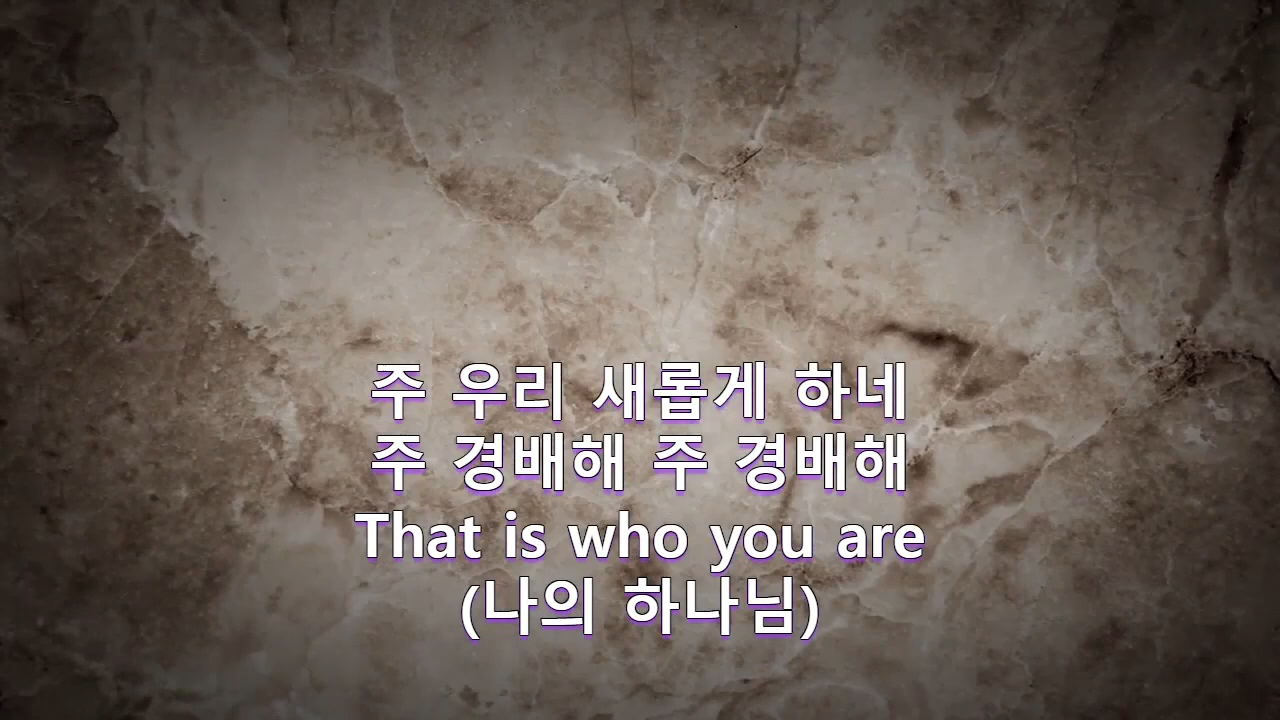 주 우리 새롭게 하네
주 경배해 주 경배해
That is who you are
(나의 하나님)